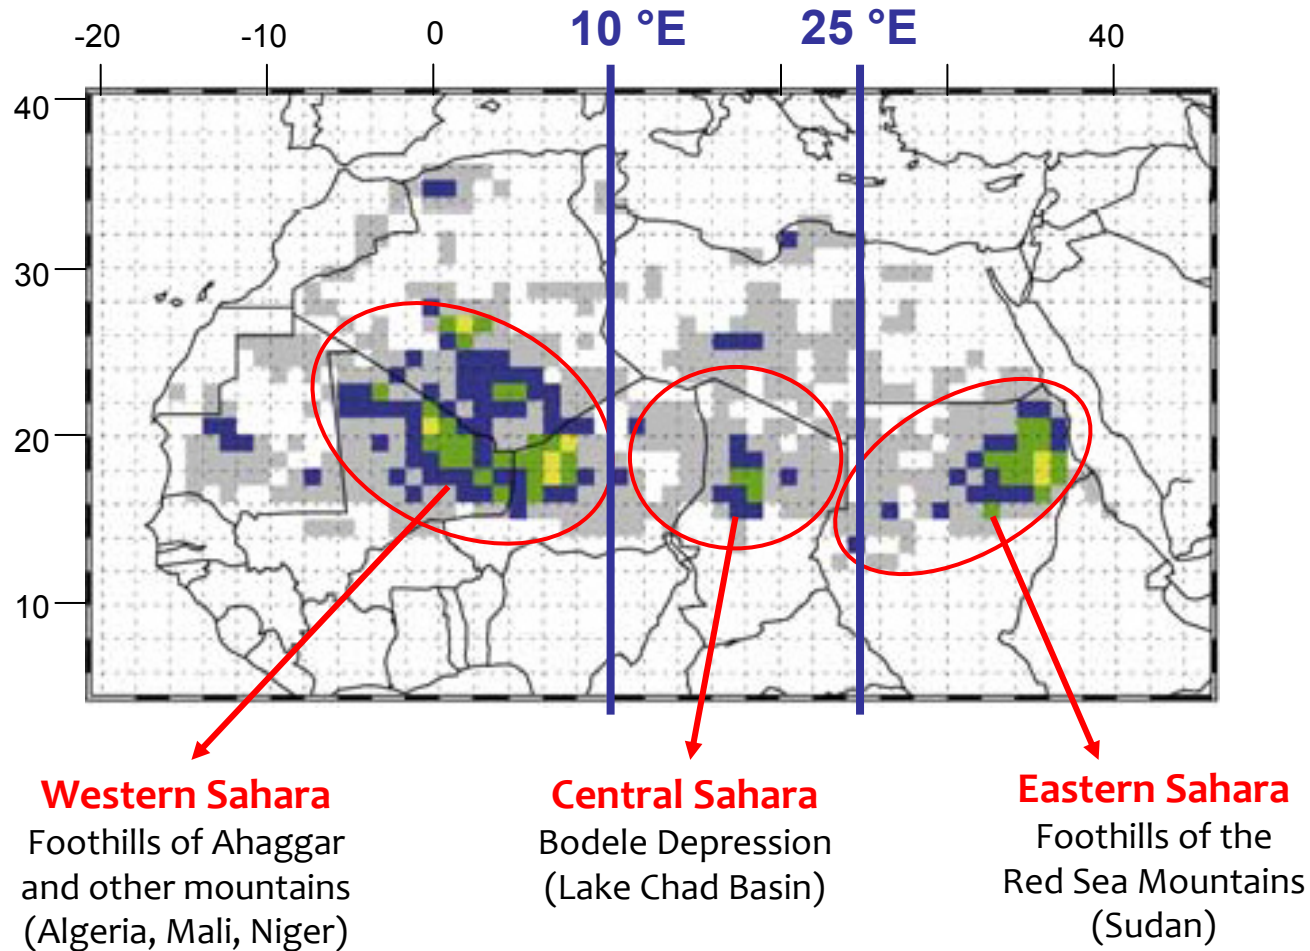 -20 -10 0 10 °E 25 °E 40
40
30
20
10
Western Sahara
Foothills of Ahaggar
and other mountains
(Algeria, Mali, Niger)
Central Sahara
Bodele Depression
(Lake Chad Basin)
Eastern Sahara
Foothills of the
Red Sea Mountains
(Sudan)